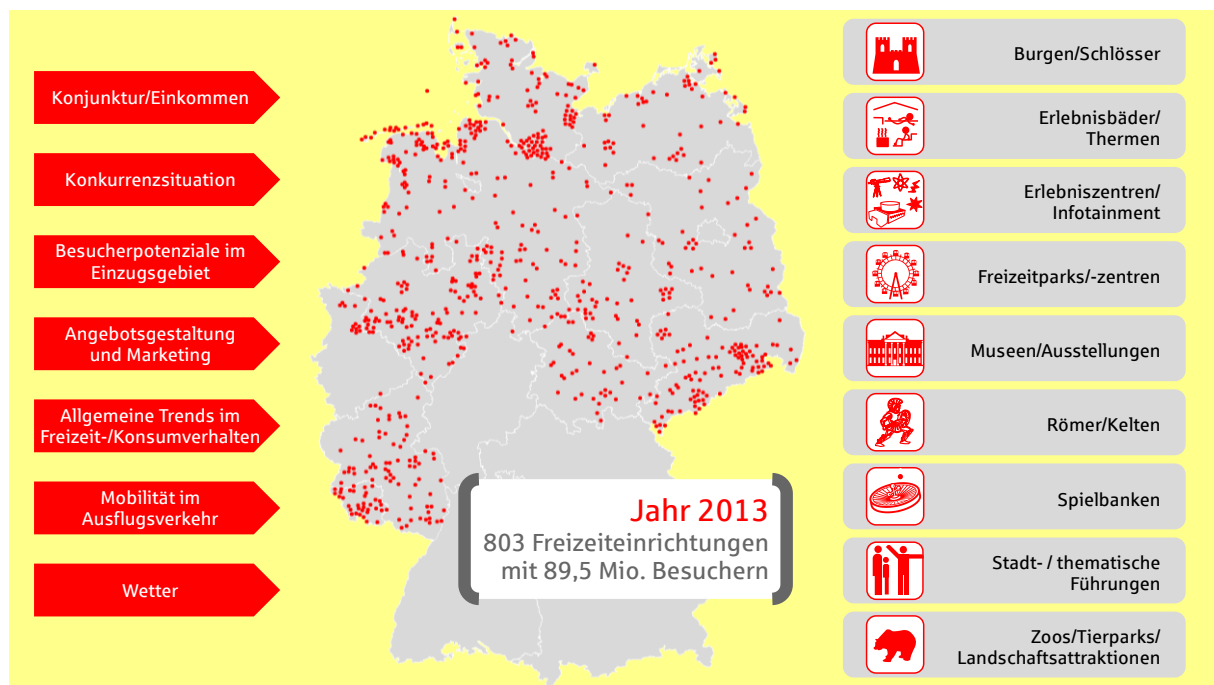 Konjunktur/Einkommen
Konkurrenzsituation
Besucherpotenziale im
Einzugsgebiet
Angebotsgestaltung
und Marketing
Allgemeine Trends im
Freizeit-/Konsumverhalten
Mobilität im
Ausflugsverkehr
Wetter
Jahr 2013
803 Freizeiteinrichtungen
mit 89,5 Mio. Besuchern
Burgen/Schlösser
Erlebnisbäder/
Thermen
Erlebniszentren/
Infotainment
Freizeitparks/-zentren
Museen/Ausstellungen
Römer/Kelten
Spielbanken
Stadt- / thematische
Führungen
Zoos/Tierparks/
Landschaftsattraktionen